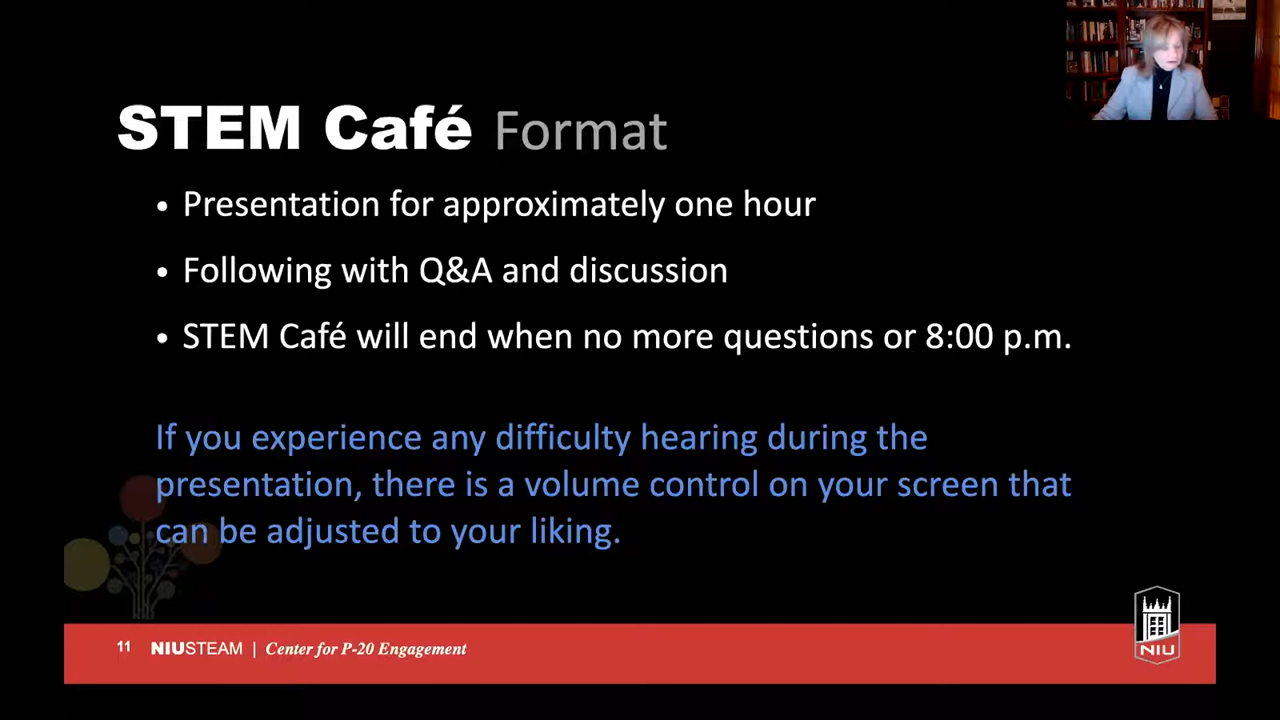 STEM Café Format
• Presentation for approximately one hour
• Following with Q&A and discussion
• STEM Café will end when no more questions or 8:00 p.m.
If you experience any difficulty hearing during the
presentation, there is a volume control on your screen that
can be adjusted to your liking.
11 NIUSTEAM | Center for P-20 Engagement
NIU